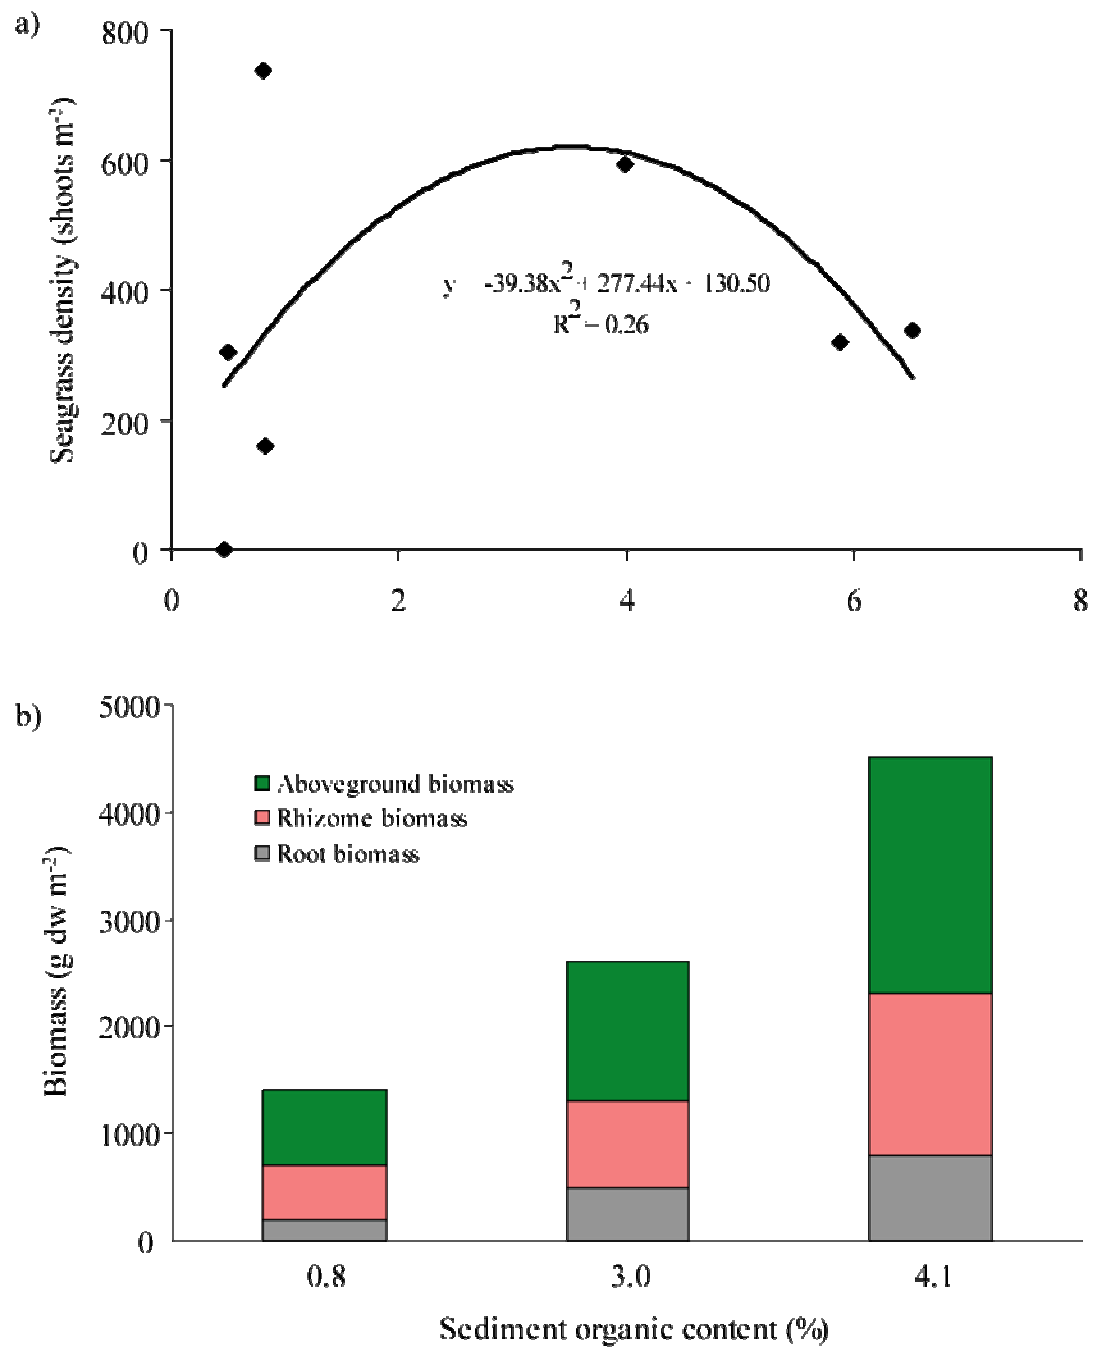 a)
800
600
400
200
0
Seagrass density (shoots m⁻²)
y -39.38x² + 277.44x + 130.50
R² = 0.26
0 2 4 6 8
b)
5000
4000
3000
2000
1000
0
Biomass (g dw m⁻²)
Aboveground biomass
Rhizome biomass
Root biomass
0.8 3.0 4.1
Sediment organic content (%)